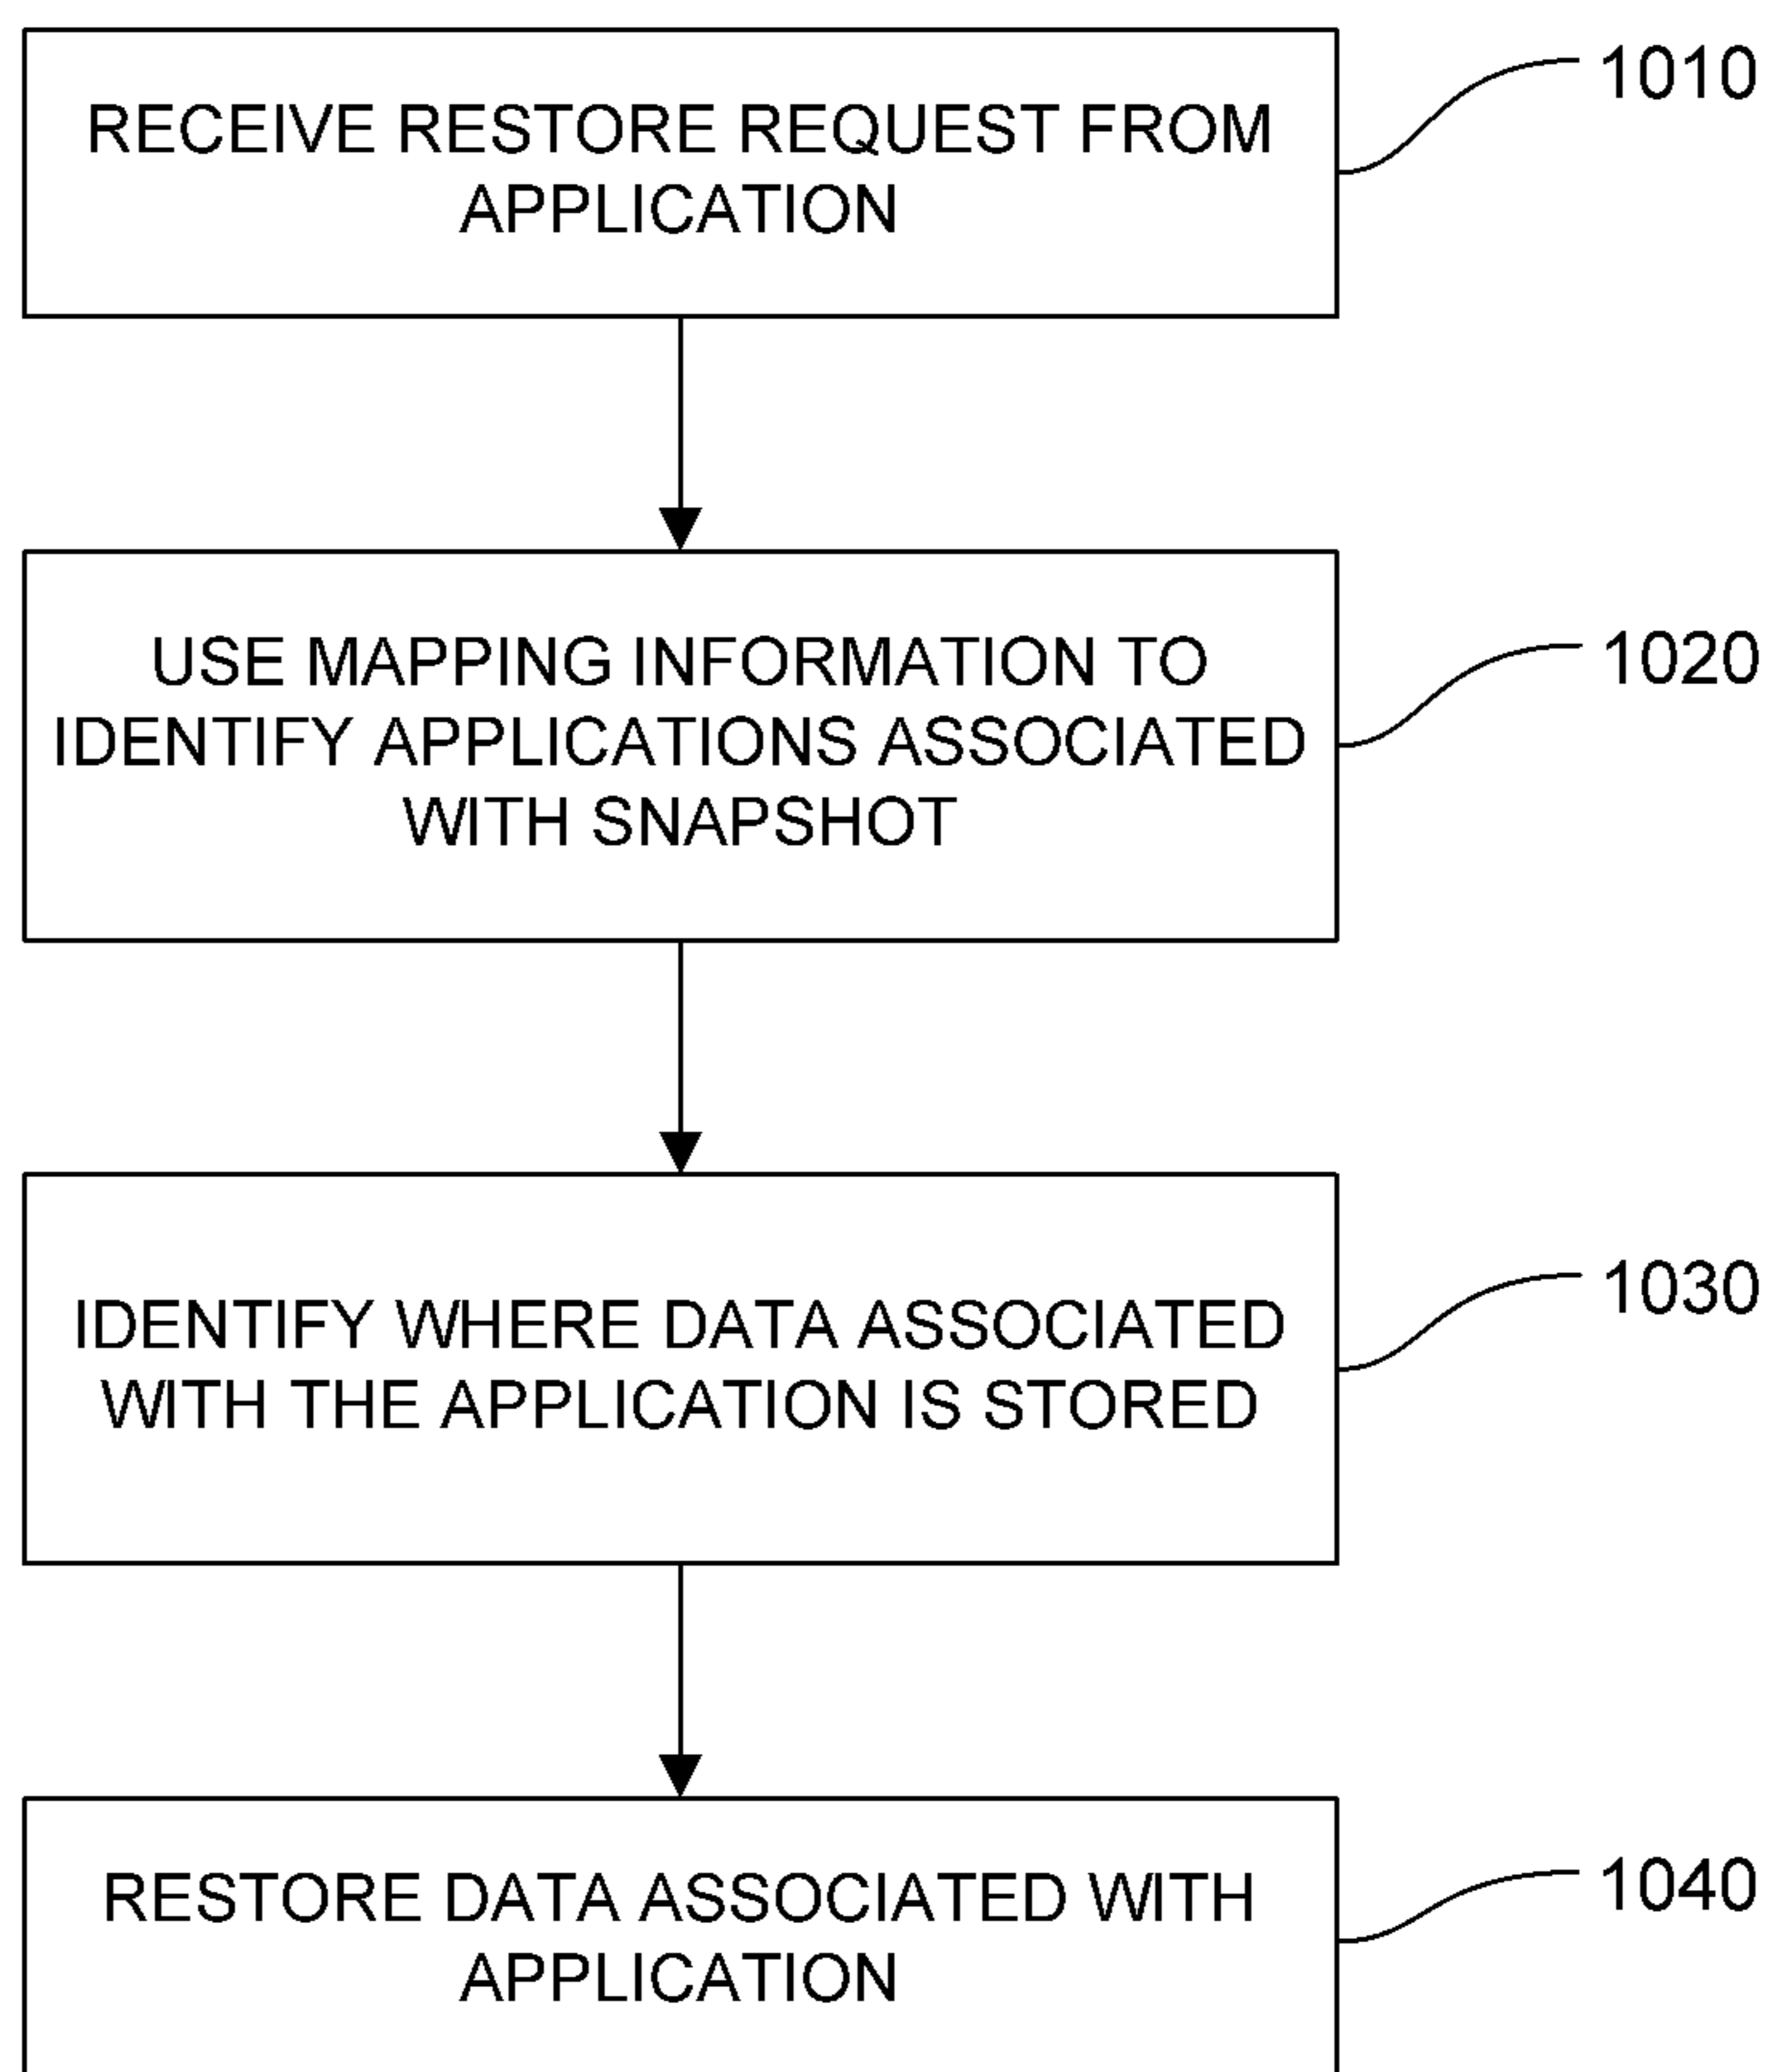 RECEIVE RESTORE REQUEST FROM
APPLICATION
1010
USE MAPPING INFORMATION TO
IDENTIFY APPLICATIONS ASSOCIATED
WITH SNAPSHOT
1020
IDENTIFY WHERE DATA ASSOCIATED
WITH THE APPLICATION IS STORED
1030
RESTORE DATA ASSOCIATED WITH
APPLICATION
1040